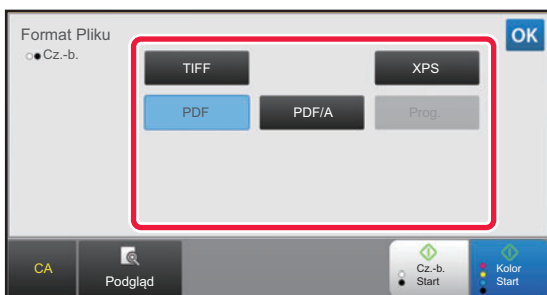 Format Pliku
Cz.-b.
OK
TIFF
XPS
PDF
PDF/A
Prog.
CA
Podgląd
Cz.-b.
Start
Kolor
Start